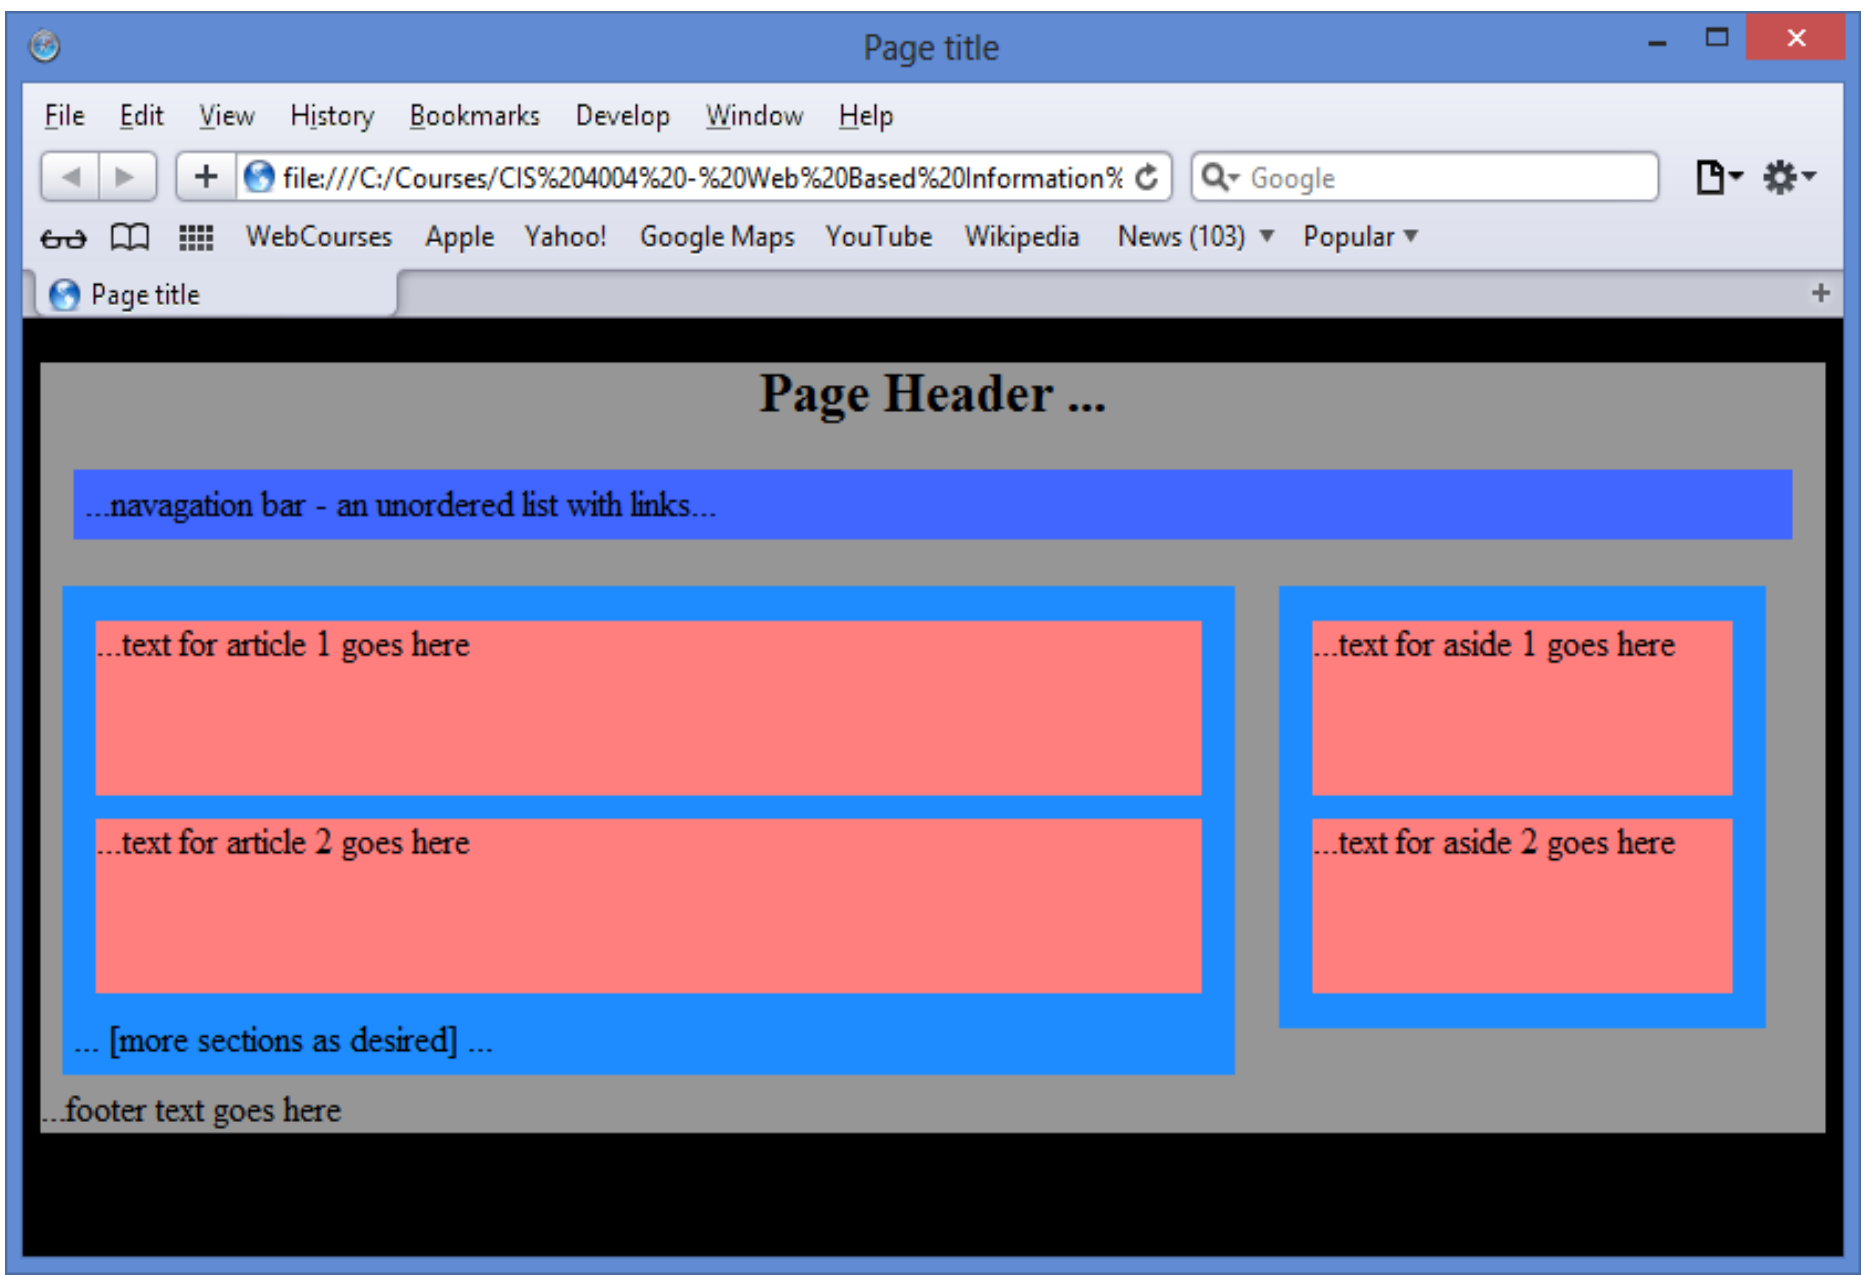 Page title
File Edit View History Bookmarks Develop Window Help
file:///C:/Courses/CIS%204004%20-%20Web%20Based%20Information% Google
WebCourses Apple Yahoo! Google Maps YouTube Wikipedia News (103) Popular
Page title
Page Header ...
...navagation bar - an unordered list with links...
...text for article 1 goes here
...text for article 2 goes here
... [more sections as desired] ...
...text for aside 1 goes here
...text for aside 2 goes here
...footer text goes here